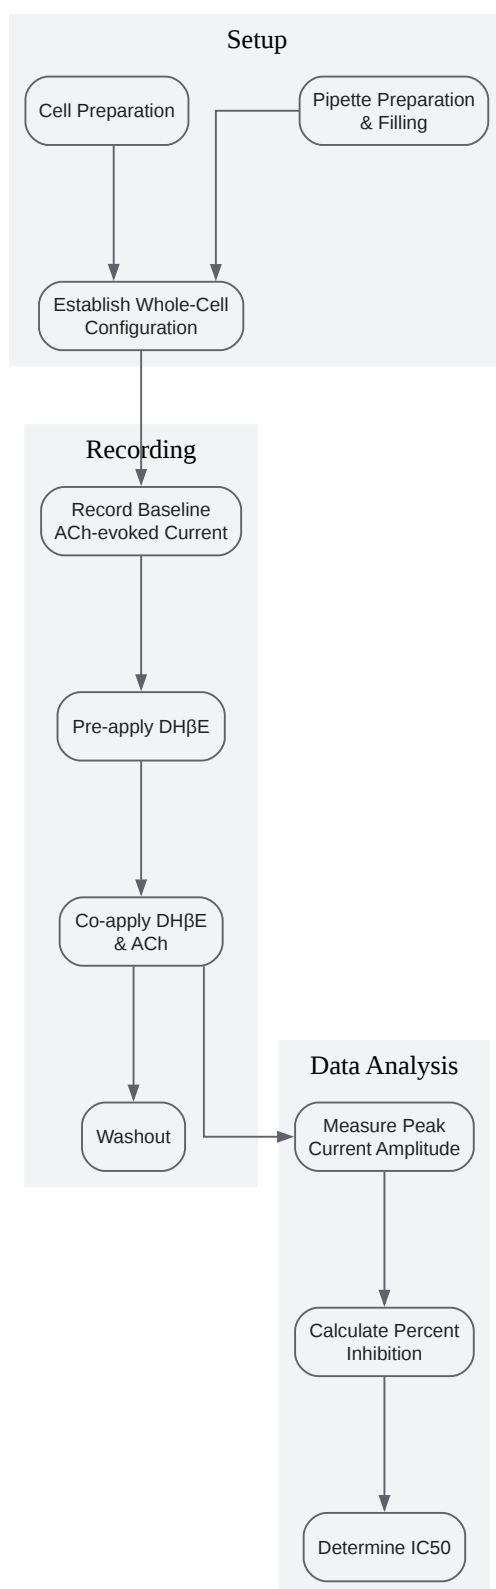 Setup
Cell Preparation
Pipette Preparation
& Filling
Establish Whole-Cell
Configuration
Recording
Record Baseline
ACh-evoked Current
Pre-apply DHβE
Co-apply DHβE
& ACh
Washout
Data Analysis
Measure Peak
Current Amplitude
Calculate Percent
Inhibition
Determine IC50